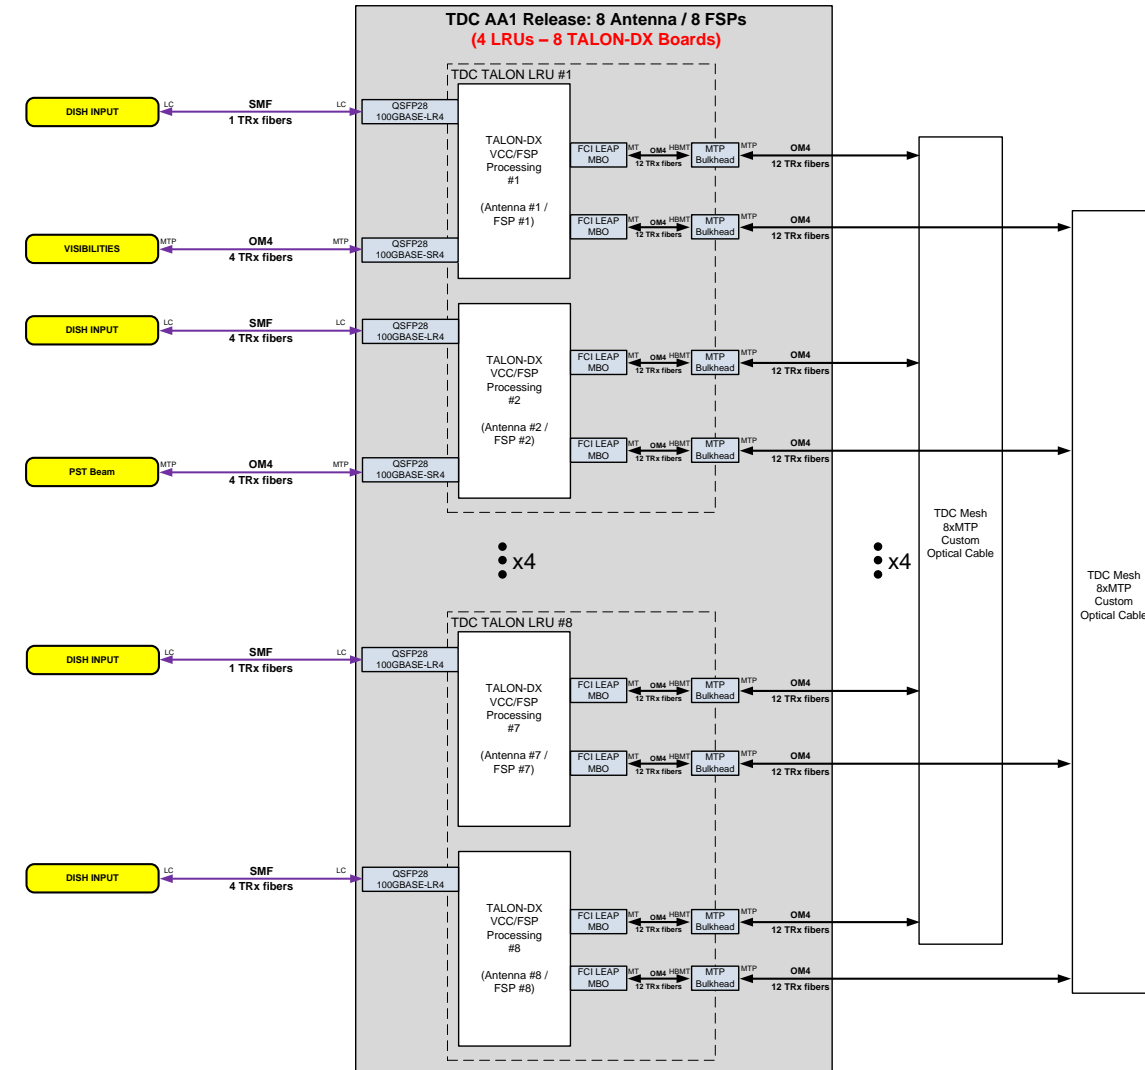 TDC AA1 Release: 8 Antenna / 8 FSPs
(4 LRUs – 8 TALON-DX Boards)
TDC TALON LRU #1
DISH INPUT
LC
SMF
1 TRx fibers
LC
QSFP28
100GBASE-LR4
TALON-DX
VCC/FSP
Processing
#1
(Antenna #1 /
FSP #1)
FCI LEAP
MBO
MT
OM4
HBMT
12 TRx fibers
MTP
Bulkhead
MTP
OM4
12 TRx fibers
FCI LEAP
MBO
MT
OM4
HBMT
12 TRx fibers
MTP
Bulkhead
MTP
OM4
12 TRx fibers
VISIBILITIES
MTP
OM4
4 TRx fibers
MTP
QSFP28
100GBASE-SR4
DISH INPUT
LC
SMF
4 TRx fibers
LC
QSFP28
100GBASE-LR4
TALON-DX
VCC/FSP
Processing
#2
(Antenna #2 /
FSP #2)
FCI LEAP
MBO
MT
OM4
HBMT
12 TRx fibers
MTP
Bulkhead
MTP
OM4
12 TRx fibers
FCI LEAP
MBO
MT
OM4
HBMT
12 TRx fibers
MTP
Bulkhead
MTP
OM4
12 TRx fibers
PST Beam
MTP
OM4
4 TRx fibers
MTP
QSFP28
100GBASE-SR4
x4
x4
TDC Mesh
8xMTP
Custom
Optical Cable
TDC Mesh
8xMTP
Custom
Optical Cable
TDC TALON LRU #8
DISH INPUT
LC
SMF
1 TRx fibers
LC
QSFP28
100GBASE-LR4
TALON-DX
VCC/FSP
Processing
#7
(Antenna #7 /
FSP #7)
FCI LEAP
MBO
MT
OM4
HBMT
12 TRx fibers
MTP
Bulkhead
MTP
OM4
12 TRx fibers
FCI LEAP
MBO
MT
OM4
HBMT
12 TRx fibers
MTP
Bulkhead
MTP
OM4
12 TRx fibers
DISH INPUT
LC
SMF
4 TRx fibers
LC
QSFP28
100GBASE-LR4
TALON-DX
VCC/FSP
Processing
#8
(Antenna #8 /
FSP #8)
FCI LEAP
MBO
MT
OM4
HBMT
12 TRx fibers
MTP
Bulkhead
MTP
OM4
12 TRx fibers
FCI LEAP
MBO
MT
OM4
HBMT
12 TRx fibers
MTP
Bulkhead
MTP
OM4
12 TRx fibers